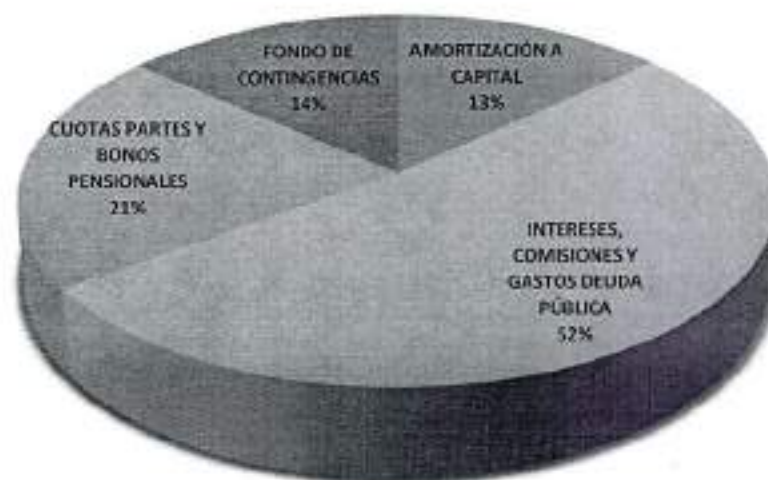 FONDO DE
CONTINGENCIAS
14%
AMORTIZACIÓN A
CAPITAL
13%
CUOTAS PARTES Y
BONOS
PENSIONALES
21%
INTERESES,
COMISIONES Y
GASTOS DEUDA
PÚBLICA
52%